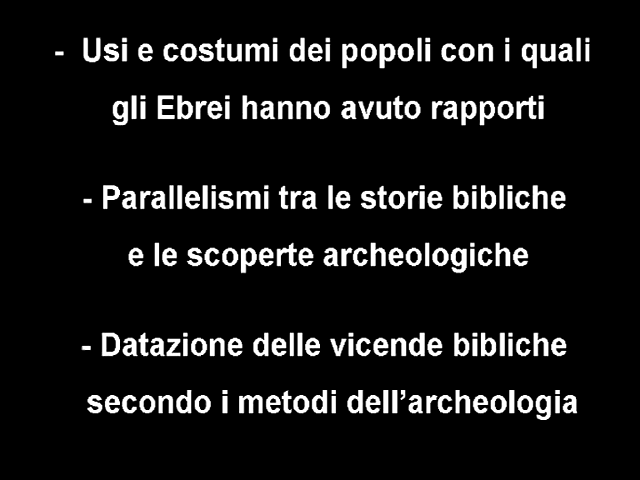 - Usi e costumi dei popoli con i quali
gli Ebrei hanno avuto rapporti
- Parallelismi tra le storie bibliche
e le scoperte archeologiche
- Datazione delle vicende bibliche
secondo i metodi dell’archeologia